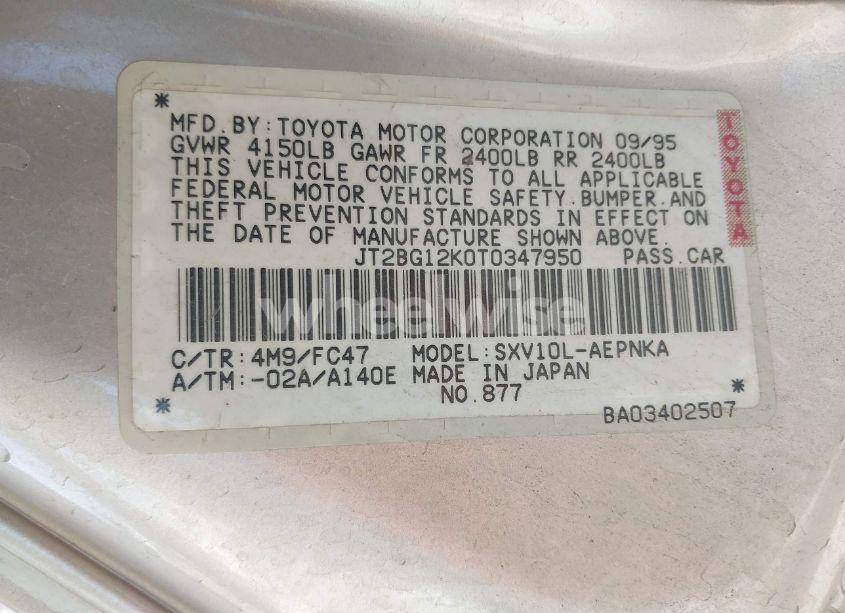 MFD. BY: TOYOTA MOTOR CORPORATION 09/95
GVWR 4150LB GAWR FR 2400LB RR 2400LB
THIS VEHICLE CONFORMS TO ALL APPLICABLE
FEDERAL MOTOR VEHICLE SAFETY.BUMPER.AND
THEFT PREVENTION STANDARDS IN EFFECT ON
THE DATE OF MANUFACTURE SHOWN ABOVE.
JT2BG12K0T0347950 PASS.CAR
TOYOTA
wheelwise
C/TR: 4M9/FC47 MODEL: SXV10L-AEPNKA
A/TM: -02A/A140E MADE IN JAPAN
NO.877
BA03402507